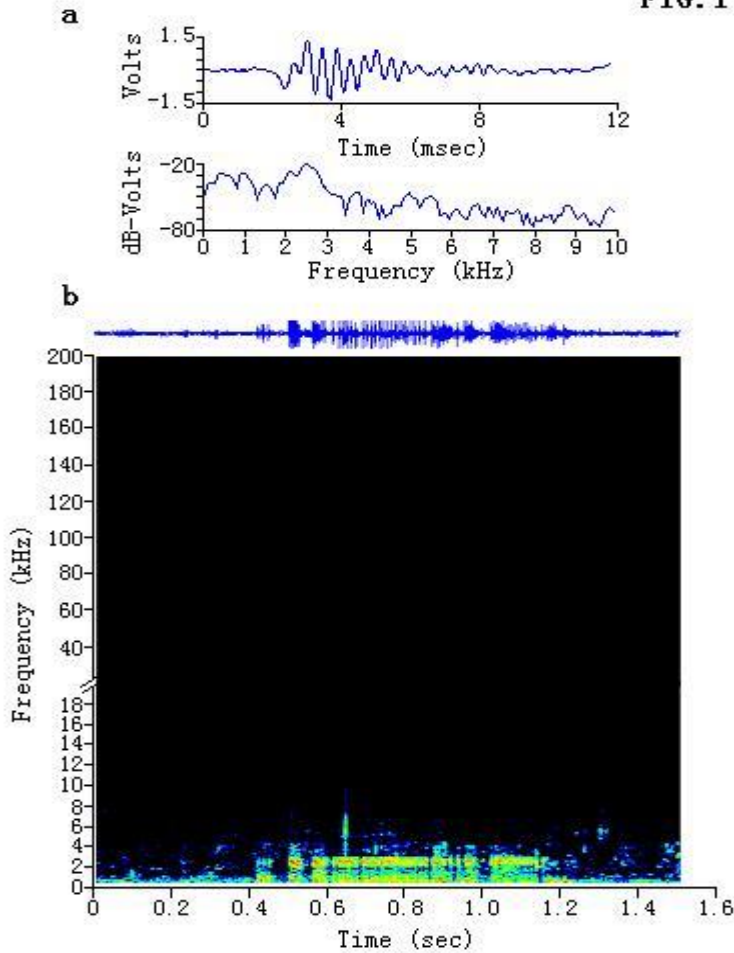 FIG.1
a
Volts
1.5
-1.5
0 4 8 12
Time (msec)
dB-Volts
-20
-80
0 1 2 3 4 5 6 7 8 9 10
Frequency (kHz)
b
Frequency (kHz)
200
180
160
140
120
100
80
60
40
18
16
14
12
10
8
6
4
2
0
0 0.2 0.4 0.6 0.8 1.0 1.2 1.4 1.6
Time (sec)